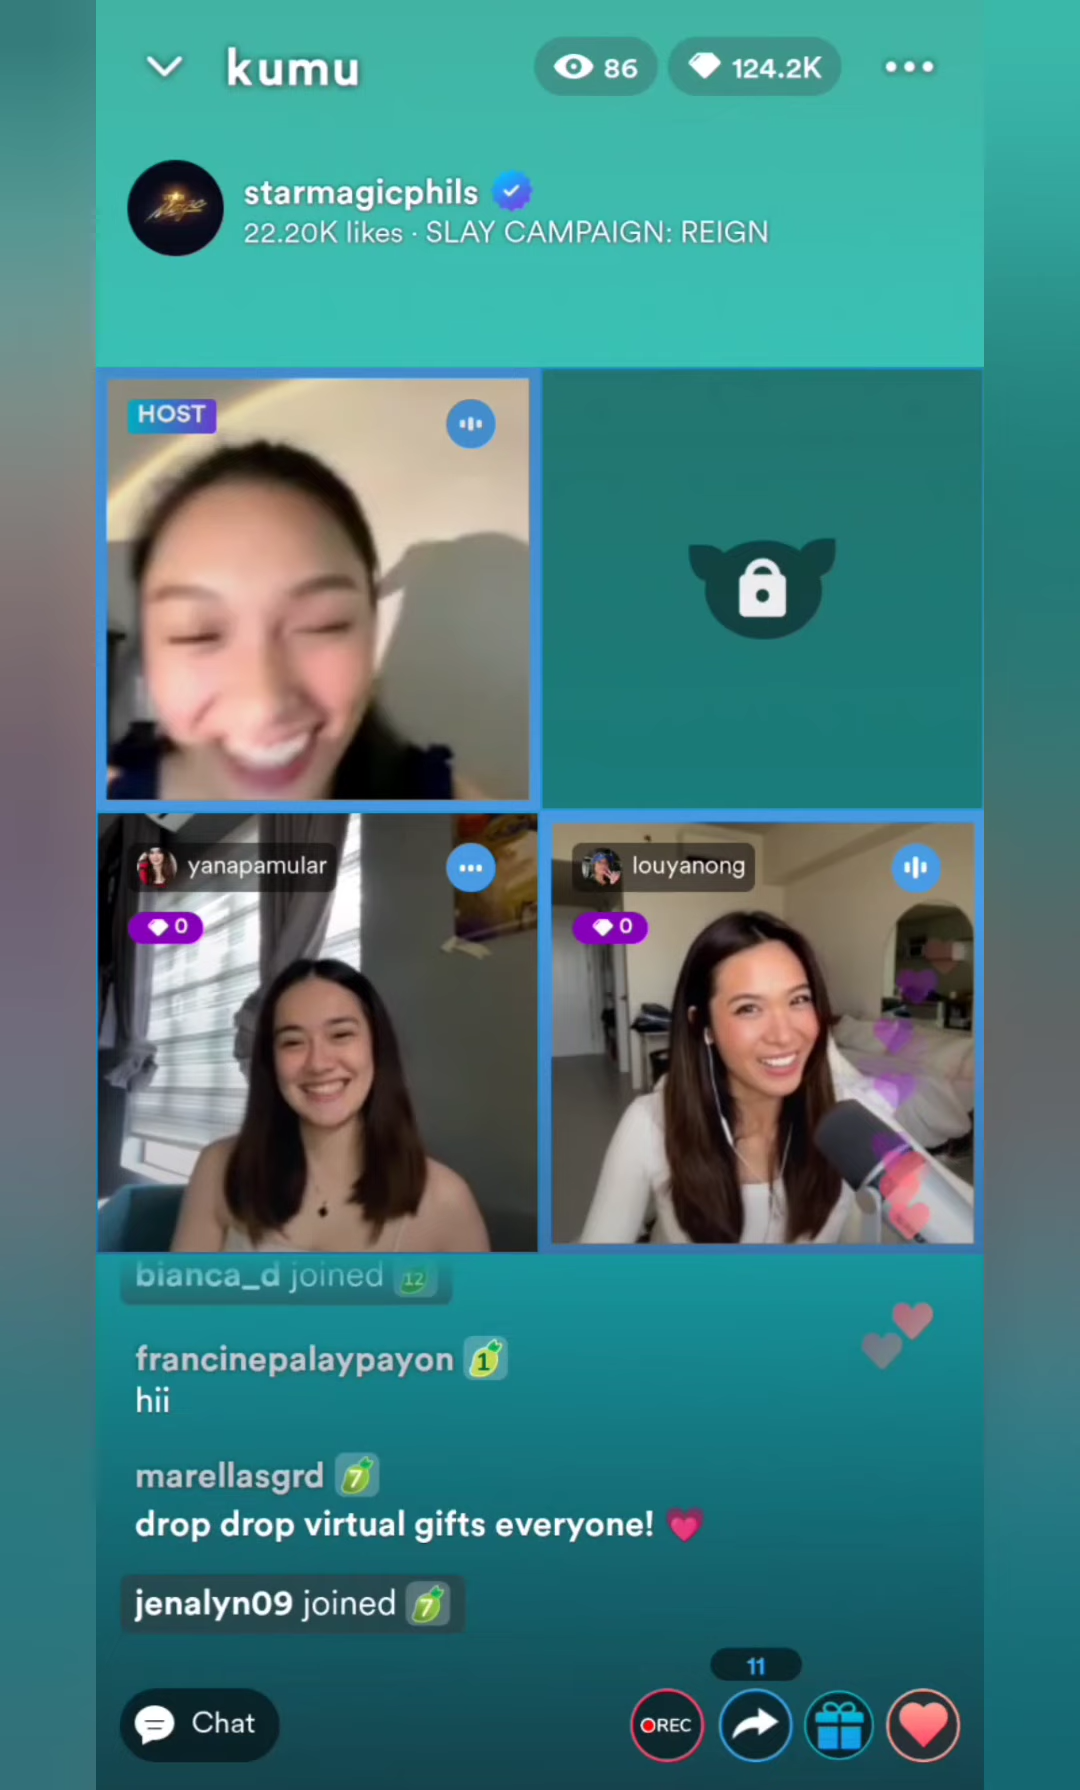 kumu
86
124.2K
starmagicphils
22.20K likes · SLAY CAMPAIGN: REIGN
HOST
yanapamular
0
louyanong
0
bianca_d joined 12
francinepalaypayon 1
hii
marellasgrd 7
drop drop virtual gifts everyone!
jenalyn09 joined 7
11
Chat
REC